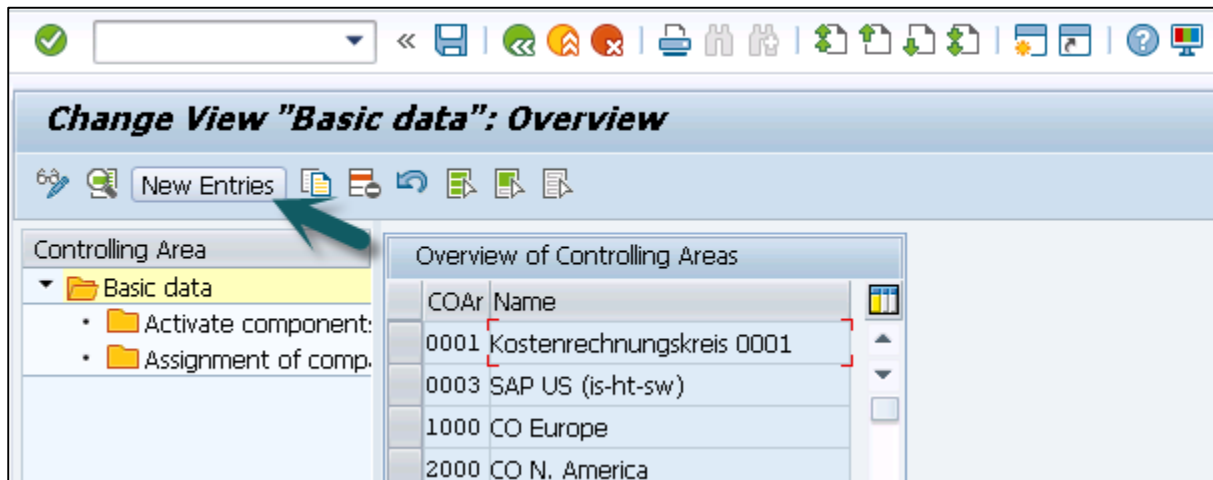 Change View "Basic data": Overview
New Entries
Controlling Area
Basic data
Activate component
Assignment of comp
Overview of Controlling Areas
COAr Name
0001 Kostenrechnungskreis 0001
0003 SAP US (is-ht-sw)
1000 CO Europe
2000 CO N. America